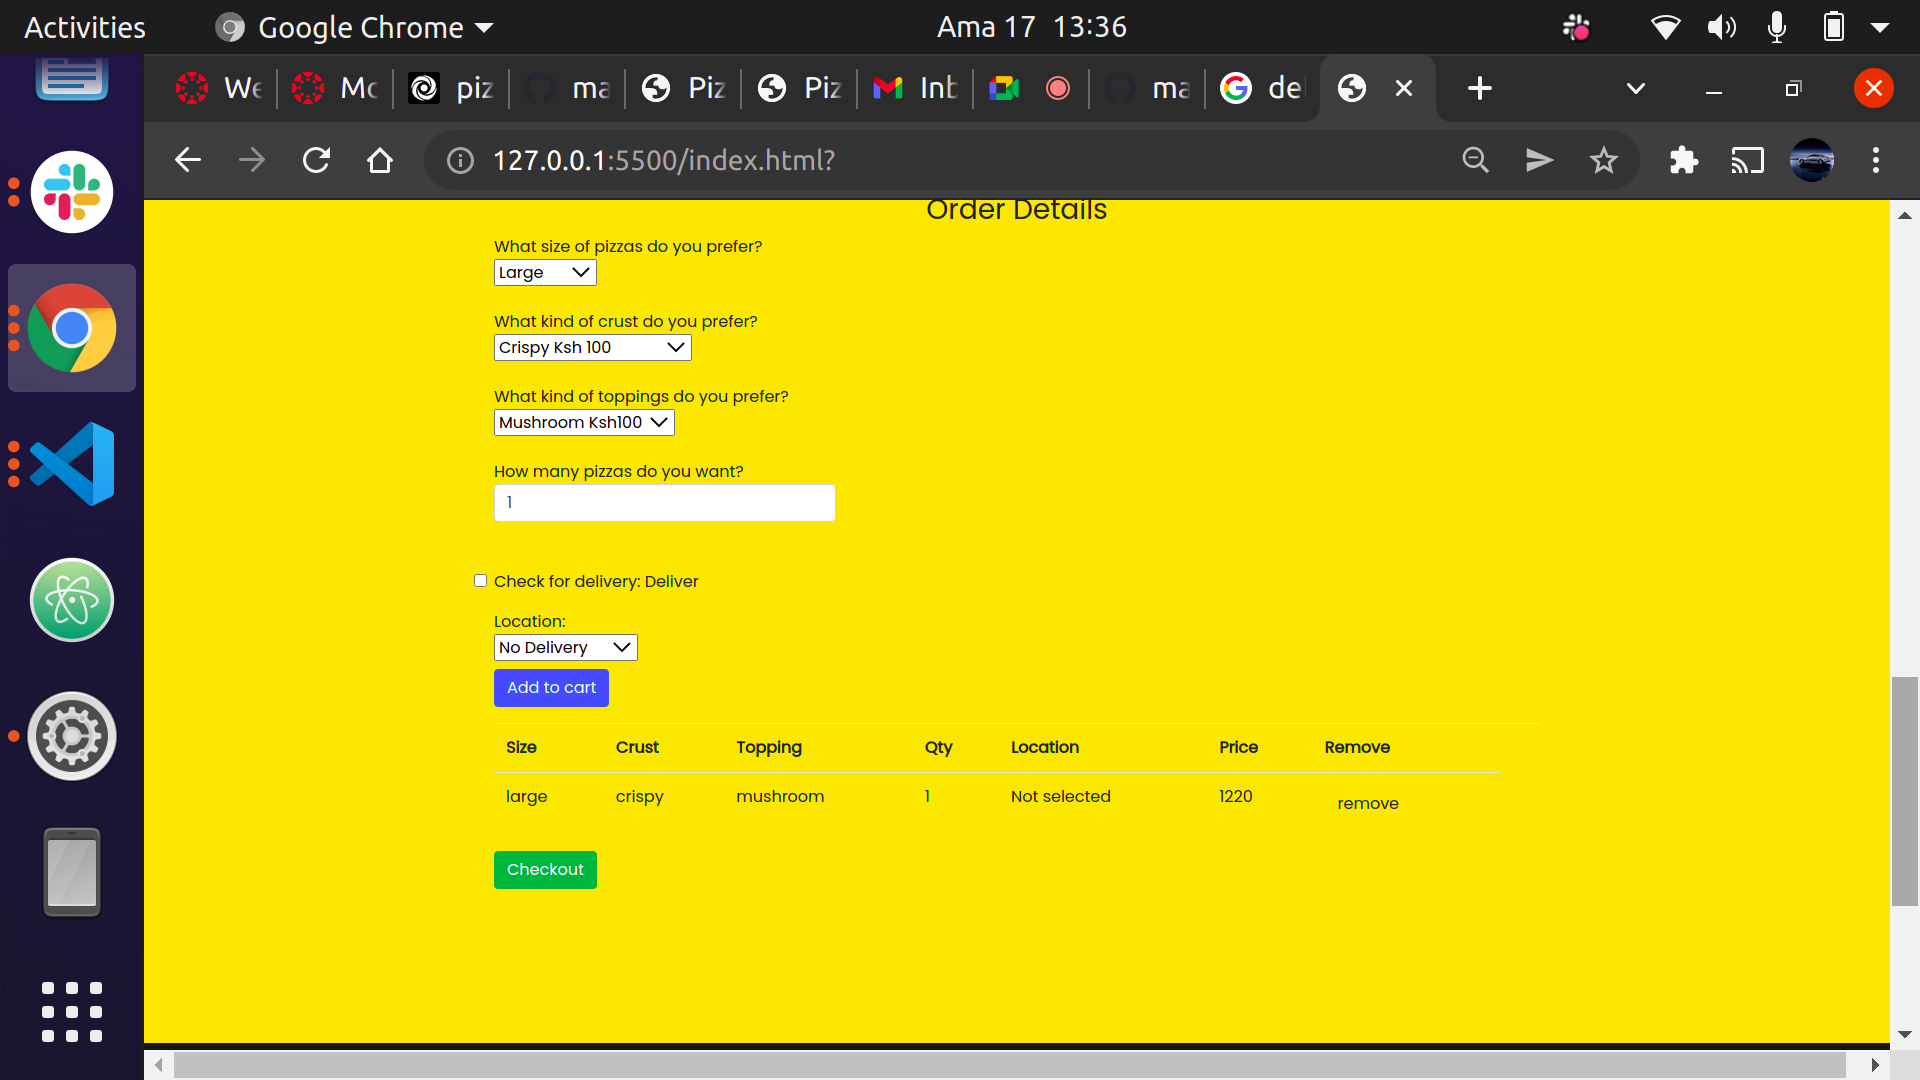 Activities
Google Chrome
Ama 17 13:36
We
Mo
piz
ma
Piz
Piz
Inb
ma
de
127.0.0.1:5500/index.html?
Order Details
What size of pizzas do you prefer?
Large
What kind of crust do you prefer?
Crispy Ksh 100
What kind of toppings do you prefer?
Mushroom Ksh100
How many pizzas do you want?
1
Check for delivery: Deliver
Location:
No Delivery
Add to cart
Size Crust Topping Qty Location Price Remove
large crispy mushroom 1 Not selected 1220 remove
Checkout